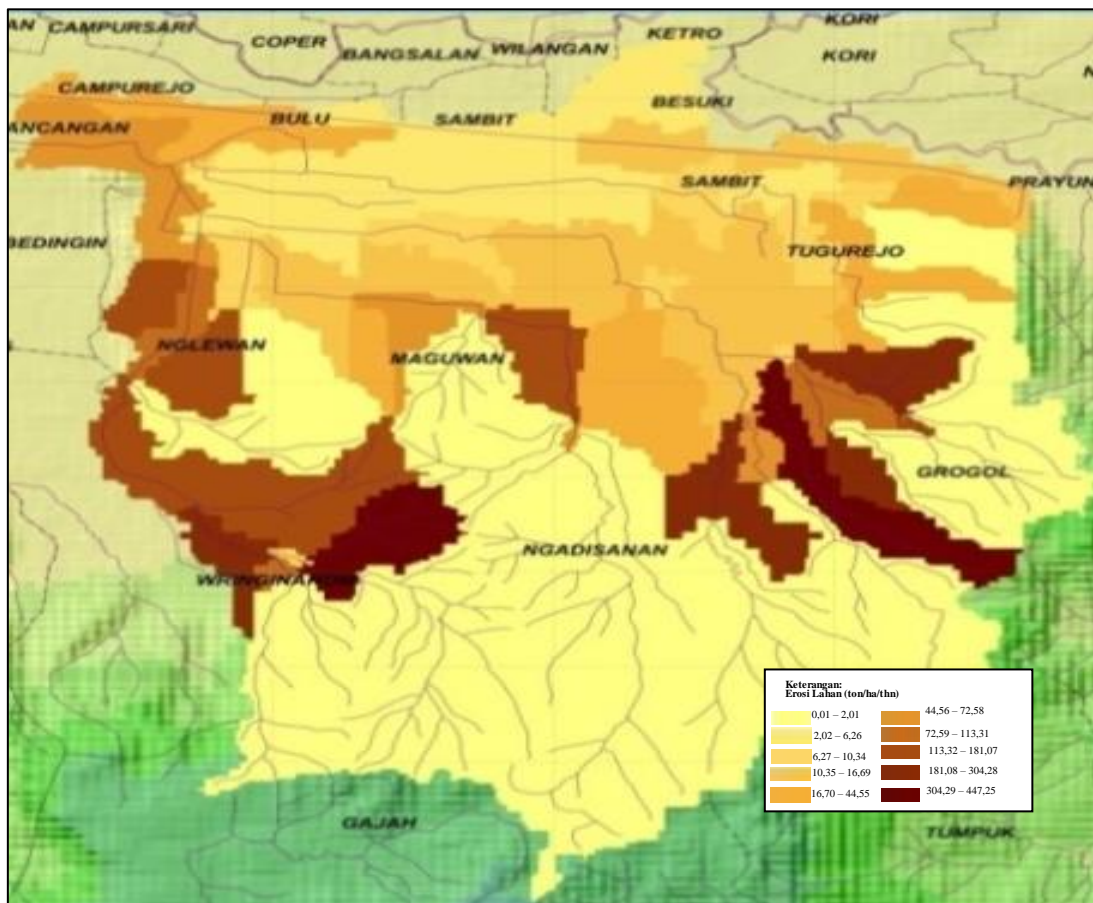 CAMPURSARI
COPER
BANGSALAN
WILANGAN
KETRO
KORI
KORI
CAMPUREJO
BULU
SAMBIT
BESUKI
ANCANGAN
SAMBIT
PRAYUN
BEDINGIN
TUGUREJO
NGLEWAN
MAGUWAN
GROGOL
NGADISANAN
GAJAH
TUMPUK
Keterangan:
Erosi Lahan (ton/ha/thn)
0,01 – 2,01
2,02 – 6,26
6,27 – 10,34
10,35 – 16,69
16,70 – 44,55
44,56 – 72,58
72,59 – 113,31
113,32 – 181,07
181,08 – 304,28
304,29 – 447,25